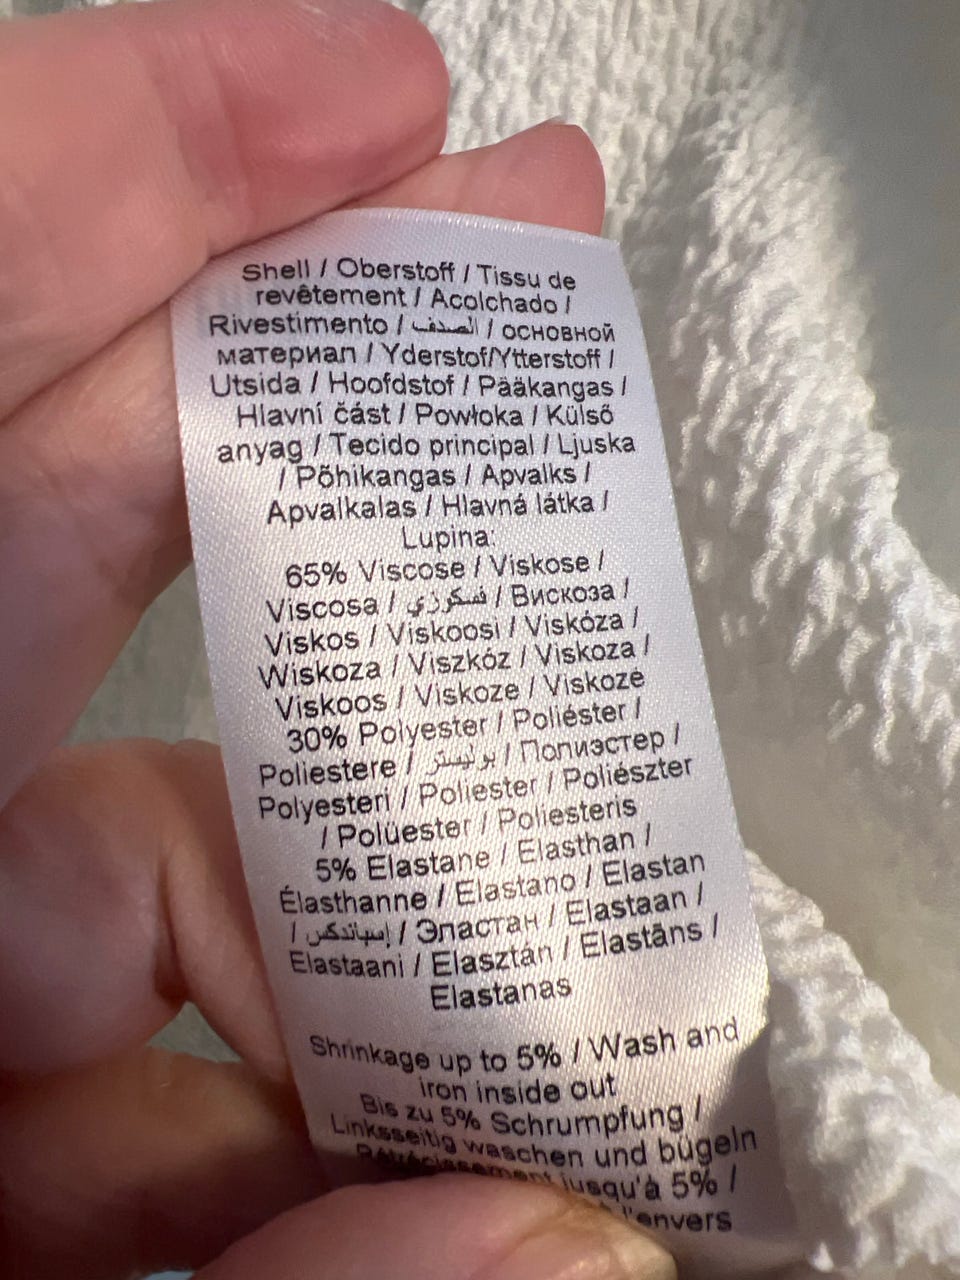 Shell / Oberstoff / Tissu de
revêtement / Acolchado /
Rivestimento / الصدف / основной
материал / Yderstof/Ytterstoff /
Utsida / Hoofdstof / Pääkangas /
Hlavní část / Powłoka / Külső
anyag / Tecido principal / Ljuska
/ Põhikangas / Apvalks /
Apvalkalas / Hlavná látka /
Lupina:
65% Viscose / Viskose /
Viscosa / فسكوزي / Вискоза /
Viskos / Viskoosi / Viskóza /
Wiskoza / Viszkóz / Viskoza /
Viskoos / Viskoze / Viskozė
30% Polyester / Poliéster /
Poliestere / بوليستر / Полиэстер /
Polyesteri / Poliester / Poliészter
/ Polüester / Poliesteris
5% Elastane / Elasthan /
Élasthanne / Elastano / Elastan
/ إسباندكس / Эластан / Elastaan /
Elastaani / Elasztán / Elastāns /
Elastanas
Shrinkage up to 5% / Wash and
iron inside out
Bis zu 5% Schrumpfung /
Linksseitig waschen und bügeln
Rétrécissement jusqu'à 5% /
l'envers